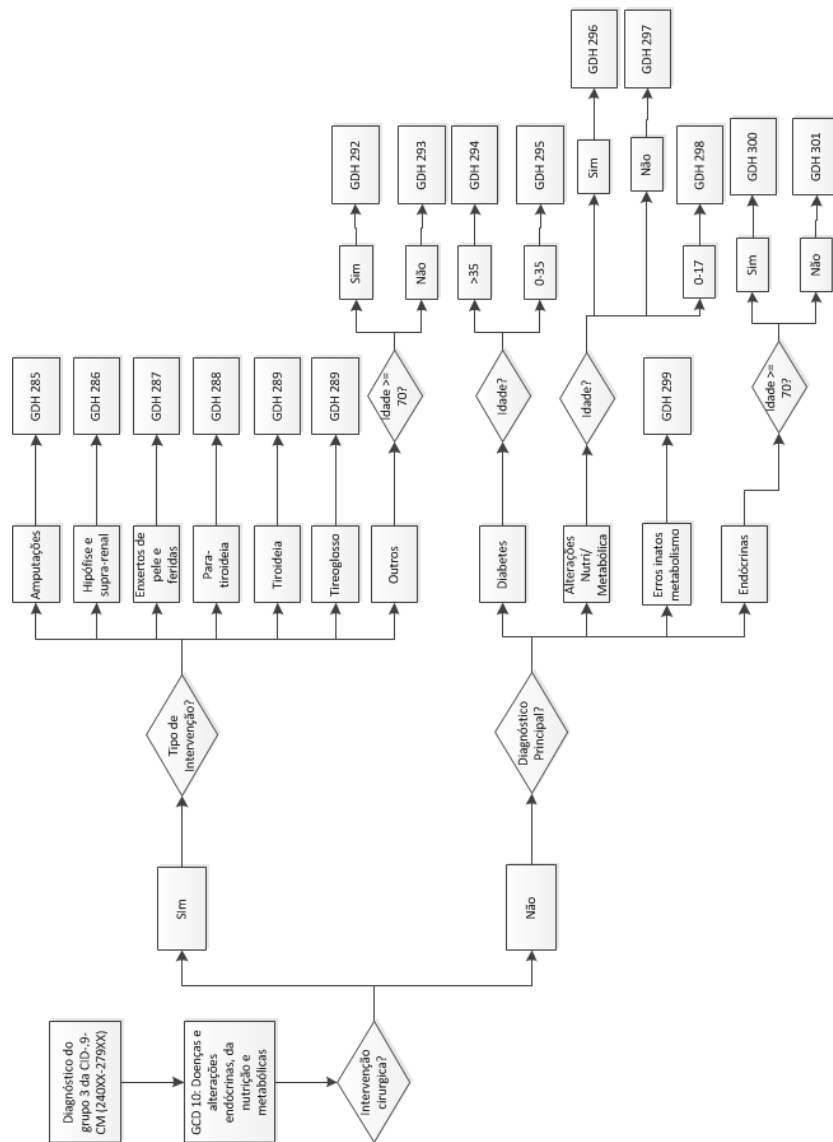 Diagnóstico do
grupo 3 da CID-.9-
CM (240XX-279XX)
GCD 10: Doenças e
alterações
endócrinas, da
nutrição e
metabólicas
Intervenção
cirurgica?
Sim
Tipo de
Intervenção?
Amputações
GDH 285
Hipófise e
supra-renal
GDH 286
Enxertos de
pele e
feridas
GDH 287
Para-
tiroideia
GDH 288
Tiroideia
GDH 289
Tireoglosso
GDH 289
Outros
Idade >=
70?
Sim
GDH 292
Não
GDH 293
Não
Diagnóstico
Principal?
Diabetes
Idade?
>35
GDH 294
0-35
GDH 295
Alterações
Nutri/
Metabólica
Idade?
Sim
GDH 296
Não
GDH 297
0-17
GDH 298
Erros inatos
metabolismo
GDH 299
Endócrinas
Idade >=
70?
Sim
GDH 300
Não
GDH 301